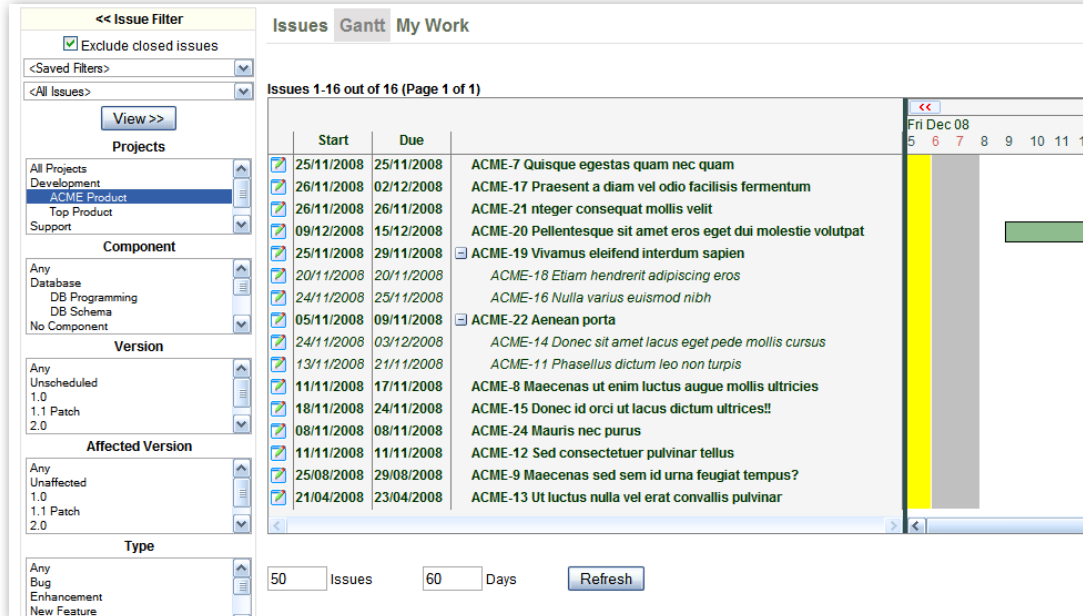 << Issue Filter
Exclude closed issues
<Saved Filters>
<All Issues>
View >>
Projects
All Projects
Development
ACME Product
Top Product
Support
Component
Any
Database
DB Programming
DB Schema
No Component
Version
Any
Unscheduled
1.0
1.1 Patch
2.0
Affected Version
Any
Unaffected
1.0
1.1 Patch
2.0
Type
Any
Bug
Enhancement
New Feature
Issues Gantt My Work
Issues 1-16 out of 16 (Page 1 of 1)
<<
Fri Dec 08
Start Due 5 6 7 8 9 10 11
25/11/2008 25/11/2008 ACME-7 Quisque egestas quam nec quam
26/11/2008 02/12/2008 ACME-17 Praesent a diam vel odio facilisis fermentum
26/11/2008 26/11/2008 ACME-21 nteger consequat mollis velit
09/12/2008 15/12/2008 ACME-20 Pellentesque sit amet eros eget dui molestie volutpat
25/11/2008 29/11/2008 ACME-19 Vivamus eleifend interdum sapien
20/11/2008 20/11/2008 ACME-18 Etiam hendrerit adipiscing eros
24/11/2008 25/11/2008 ACME-16 Nulla varius euismod nibh
05/11/2008 09/11/2008 ACME-22 Aenean porta
24/11/2008 03/12/2008 ACME-14 Donec sit amet lacus eget pede mollis cursus
13/11/2008 21/11/2008 ACME-11 Phasellus dictum leo non turpis
11/11/2008 17/11/2008 ACME-8 Maecenas ut enim luctus augue mollis ultricies
18/11/2008 24/11/2008 ACME-15 Donec id orci ut lacus dictum ultrices!!
08/11/2008 08/11/2008 ACME-24 Mauris nec purus
11/11/2008 11/11/2008 ACME-12 Sed consectetuer pulvinar tellus
25/08/2008 29/08/2008 ACME-9 Maecenas sed sem id urna feugiat tempus?
21/04/2008 23/04/2008 ACME-13 Ut luctus nulla vel erat convallis pulvinar
50 Issues 60 Days Refresh